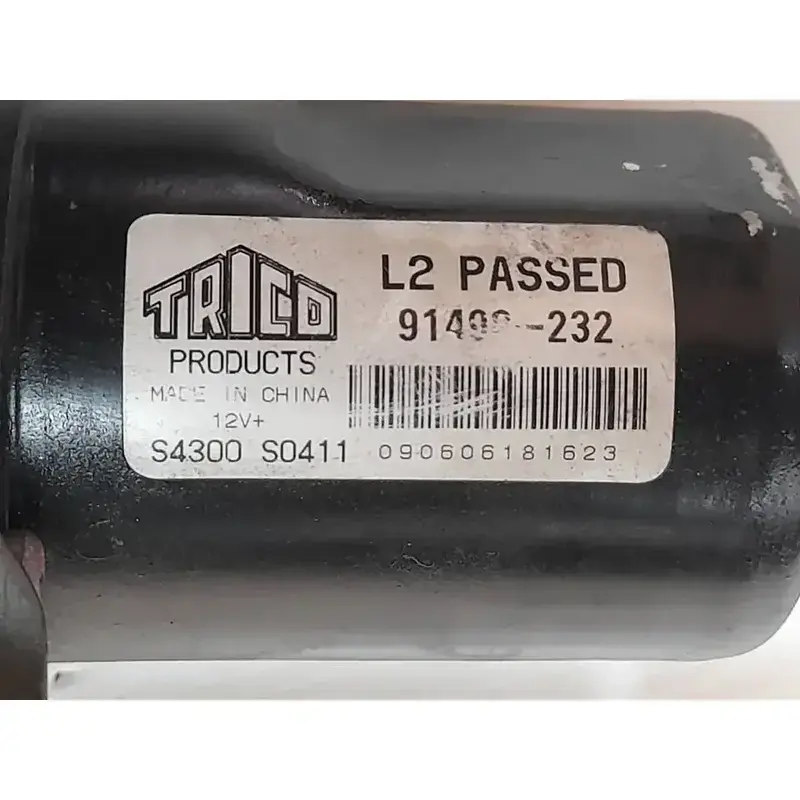 TRICO
PRODUCTS
MADE IN CHINA
12V+
S4300 S0411
L2 PASSED
090606181623